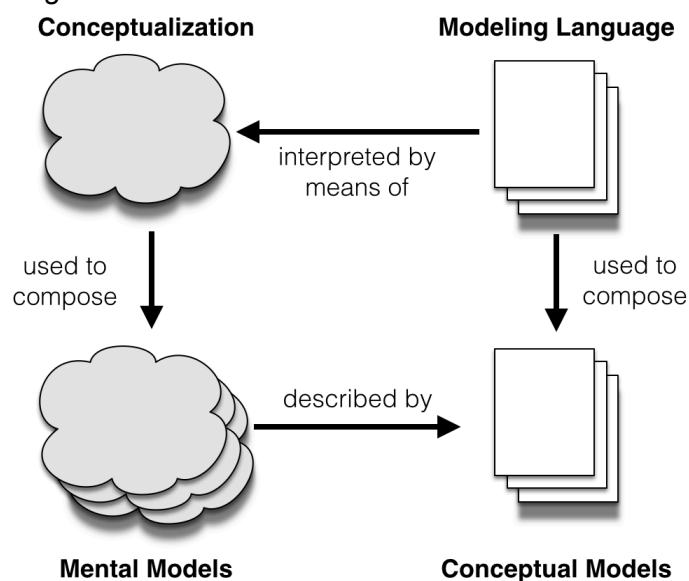 Conceptualization
Modeling Language
interpreted by
means of
used to
compose
used to
compose
described by
Mental Models
Conceptual Models